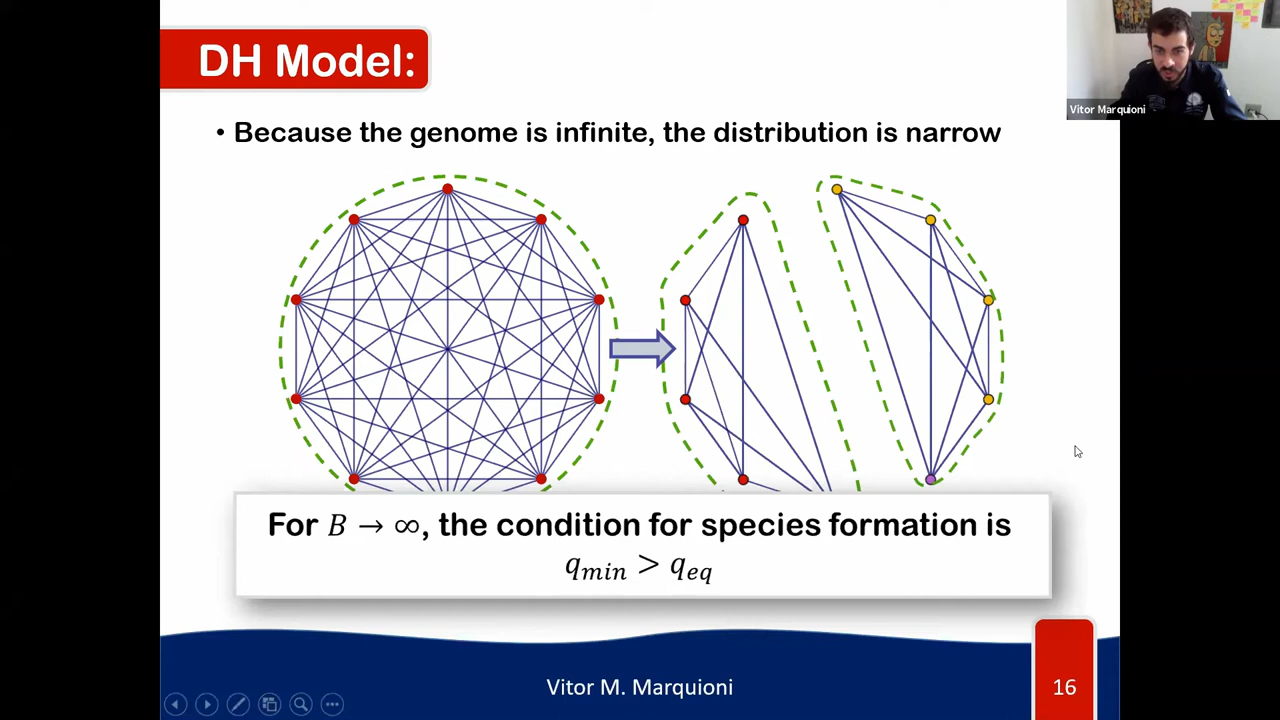 DH Model:
• Because the genome is infinite, the distribution is narrow
Vitor Marquioni
For B → ∞, the condition for species formation is
q_min > q_eq
Vitor M. Marquioni
16